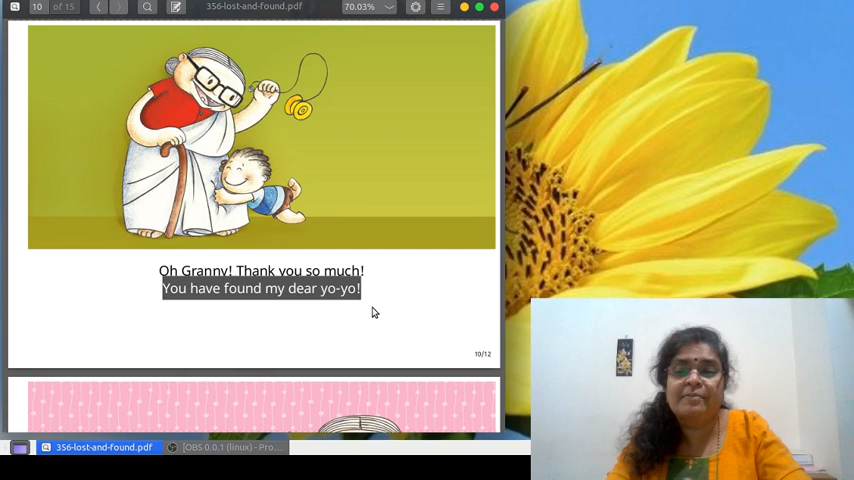 10 of 15 356-lost-and-found.pdf 70.03%
Oh Granny! Thank you so much!
You have found my dear yo-yo!
10/12
356-lost-and-found.pdf [OBS 0.0.1 (linux) - Pro...